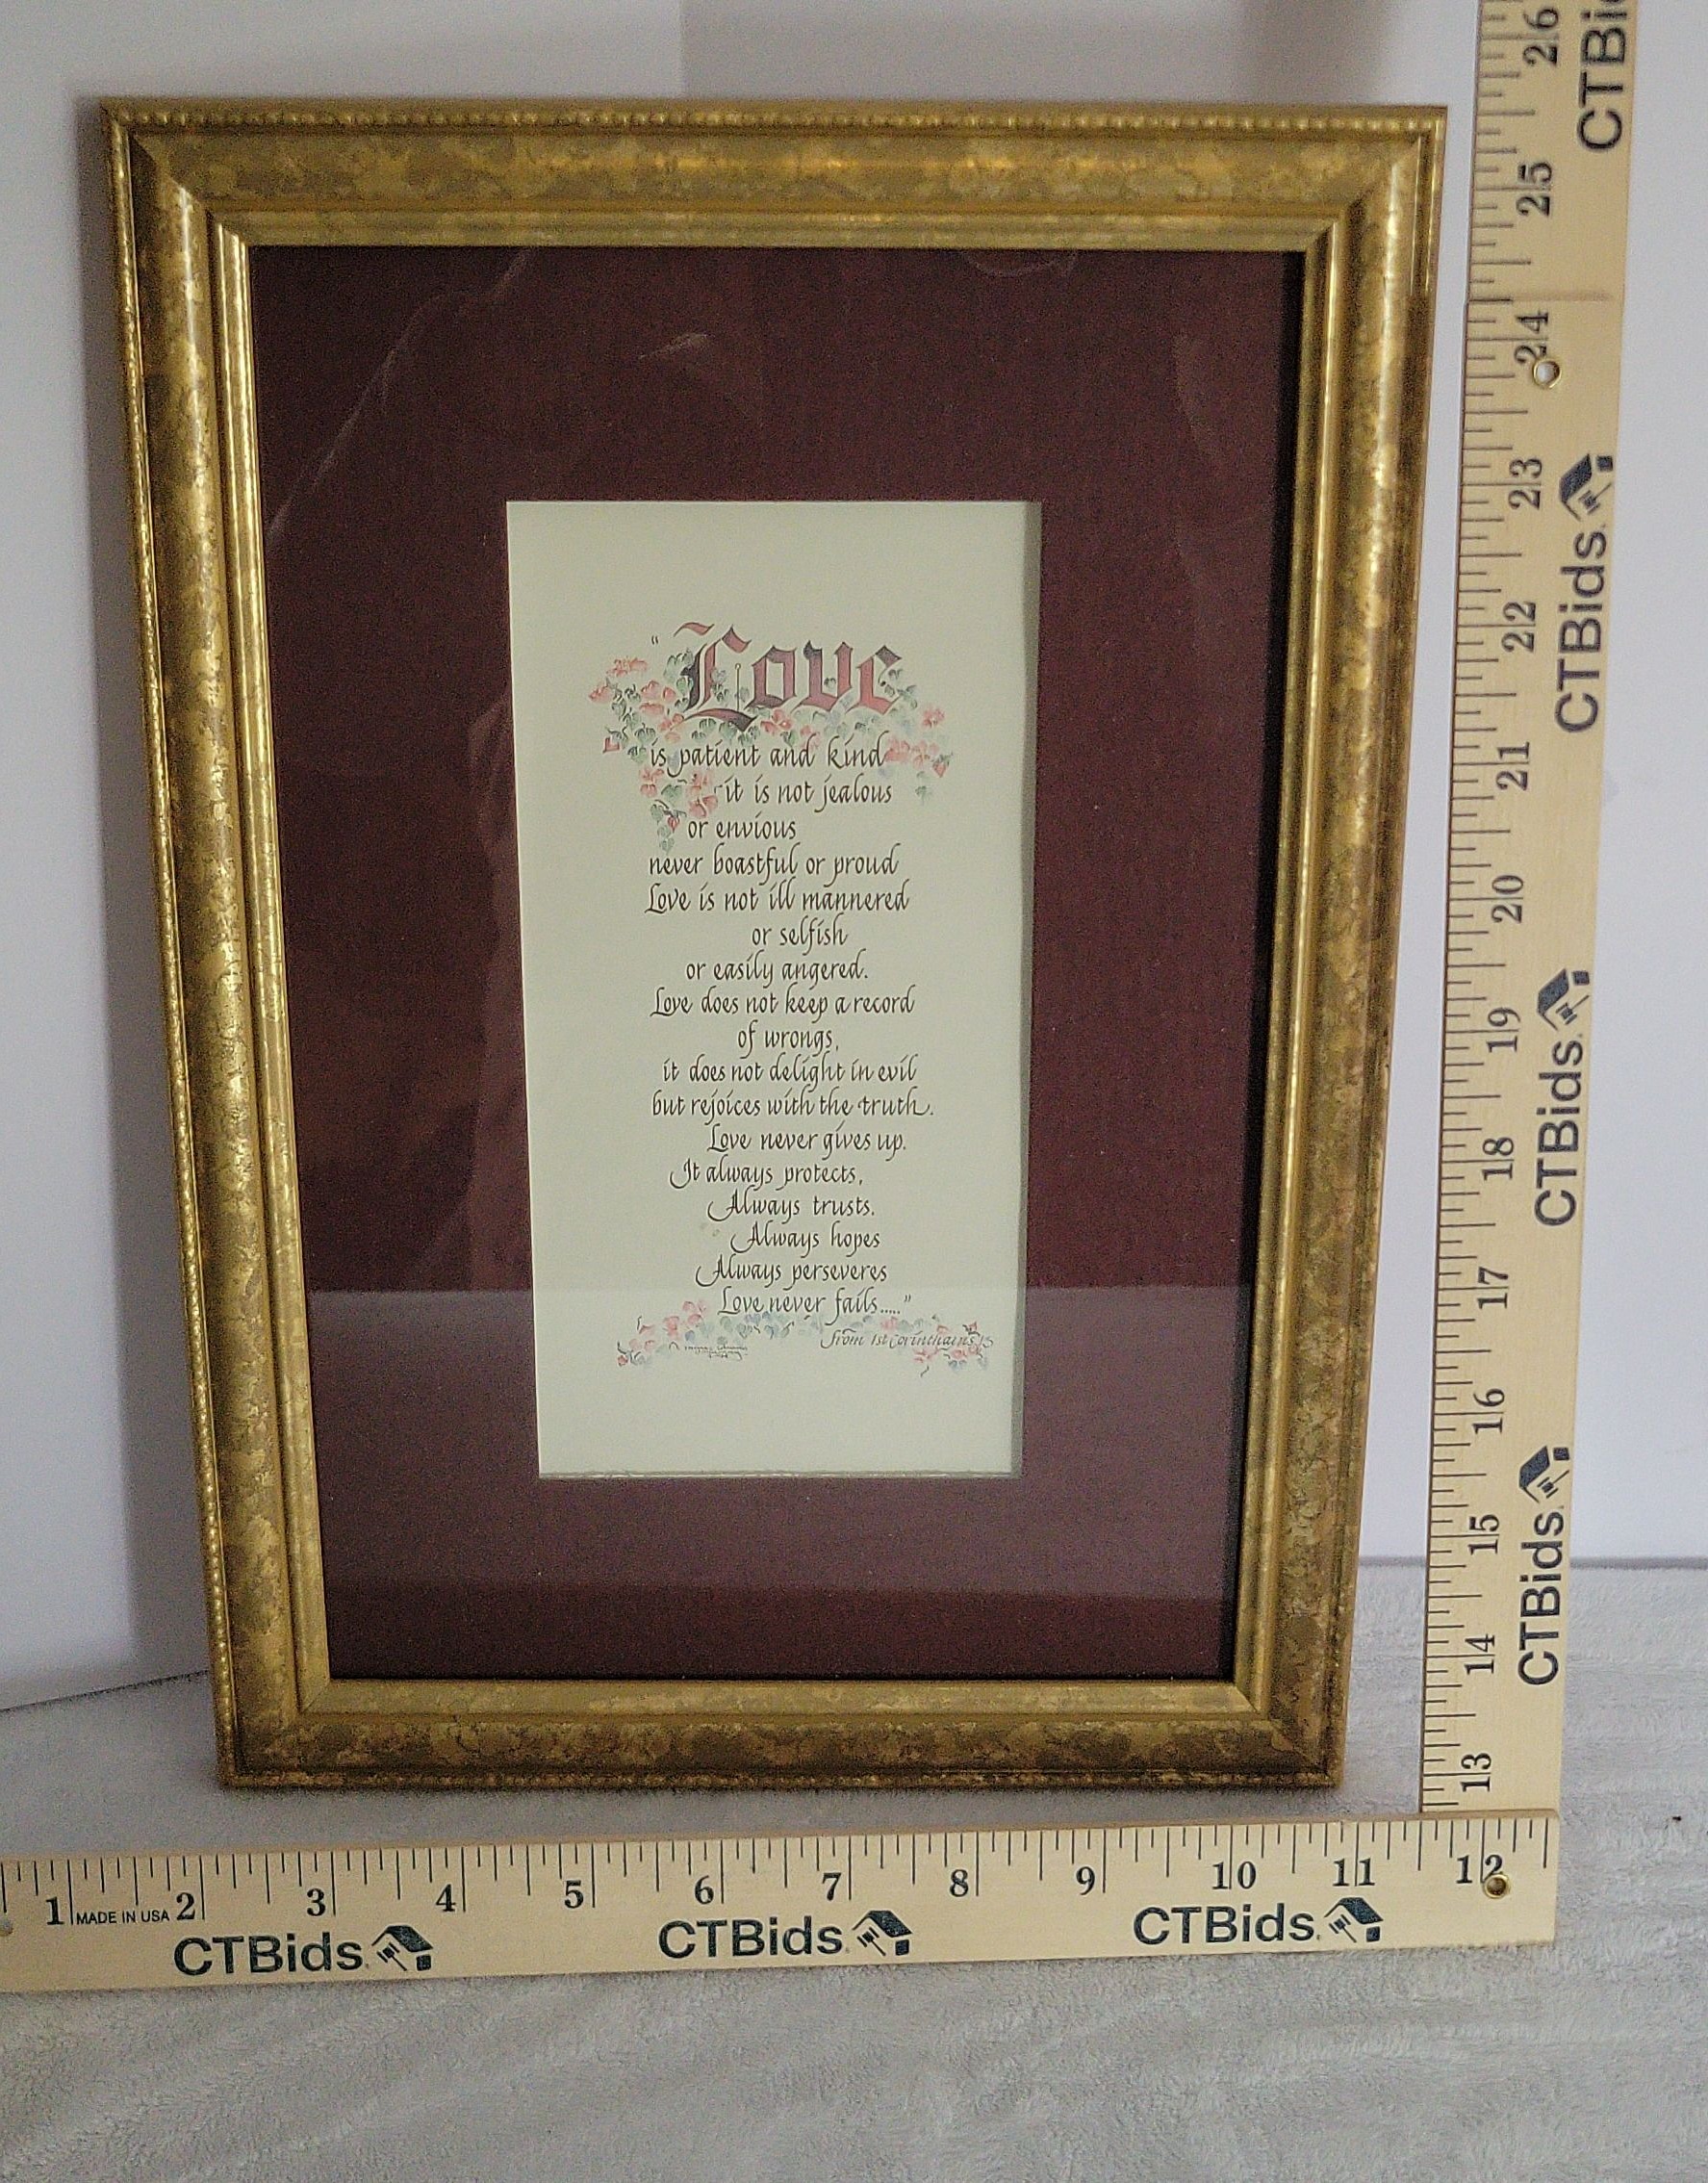 "Love
is patient and kind
it is not jealous
or envious
never boastful or proud
Love is not ill mannered
or selfish
or easily angered.
Love does not keep a record
of wrongs,
it does not delight in evil
but rejoices with the truth.
Love never gives up.
It always protects,
Always trusts.
Always hopes
Always perseveres
Love never fails....."
from 1st Corinthains 13
26
25
24
23
22
21
20
19
18
17
16
15
14
13
CTBi
CTBids
CTBids
CTBids
1 MADE IN USA 2 3 4 5 6 7 8 9 10 11 12
CTBids CTBids CTBids